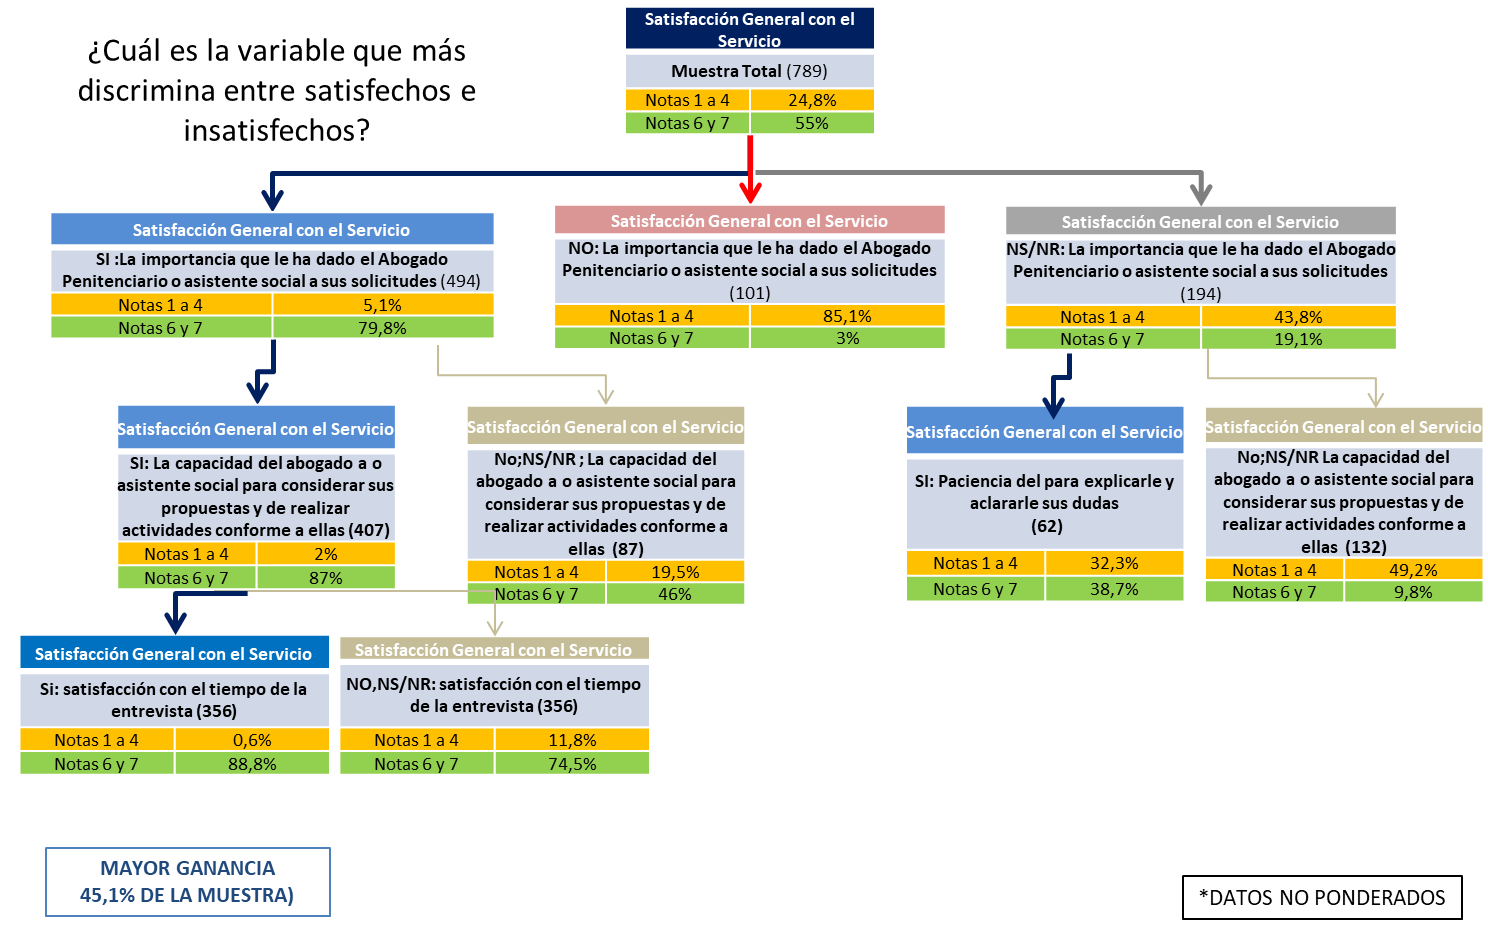 ¿Cuál es la variable que más
discrimina entre satisfechos e
insatisfechos?
Satisfacción General con el
Servicio
Muestra Total (789)
Notas 1 a 4 24,8%
Notas 6 y 7 55%
Satisfacción General con el Servicio
SI :La importancia que le ha dado el Abogado
Penitenciario o asistente social a sus solicitudes (494)
Notas 1 a 4 5,1%
Notas 6 y 7 79,8%
Satisfacción General con el Servicio
NO: La importancia que le ha dado el Abogado
Penitenciario o asistente social a sus solicitudes
(101)
Notas 1 a 4 85,1%
Notas 6 y 7 3%
Satisfacción General con el Servicio
NS/NR: La importancia que le ha dado el Abogado
Penitenciario o asistente social a sus solicitudes
(194)
Notas 1 a 4 43,8%
Notas 6 y 7 19,1%
Satisfacción General con el Servicio
SI: La capacidad del abogado a o
asistente social para considerar sus
propuestas y de realizar
actividades conforme a ellas (407)
Notas 1 a 4 2%
Notas 6 y 7 87%
Satisfacción General con el Servicio
No;NS/NR ; La capacidad del
abogado a o asistente social para
considerar sus propuestas y de
realizar actividades conforme a
ellas (87)
Notas 1 a 4 19,5%
Notas 6 y 7 46%
Satisfacción General con el Servicio
SI: Paciencia del para explicarle y
aclararle sus dudas
(62)
Notas 1 a 4 32,3%
Notas 6 y 7 38,7%
Satisfacción General con el Servicio
No;NS/NR La capacidad del
abogado a o asistente social para
considerar sus propuestas y de
realizar actividades conforme a
ellas (132)
Notas 1 a 4 49,2%
Notas 6 y 7 9,8%
Satisfacción General con el Servicio
Si: satisfacción con el tiempo de la
entrevista (356)
Notas 1 a 4 0,6%
Notas 6 y 7 88,8%
Satisfacción General con el Servicio
NO,NS/NR: satisfacción con el tiempo
de la entrevista (356)
Notas 1 a 4 11,8%
Notas 6 y 7 74,5%
MAYOR GANANCIA
45,1% DE LA MUESTRA)
*DATOS NO PONDERADOS